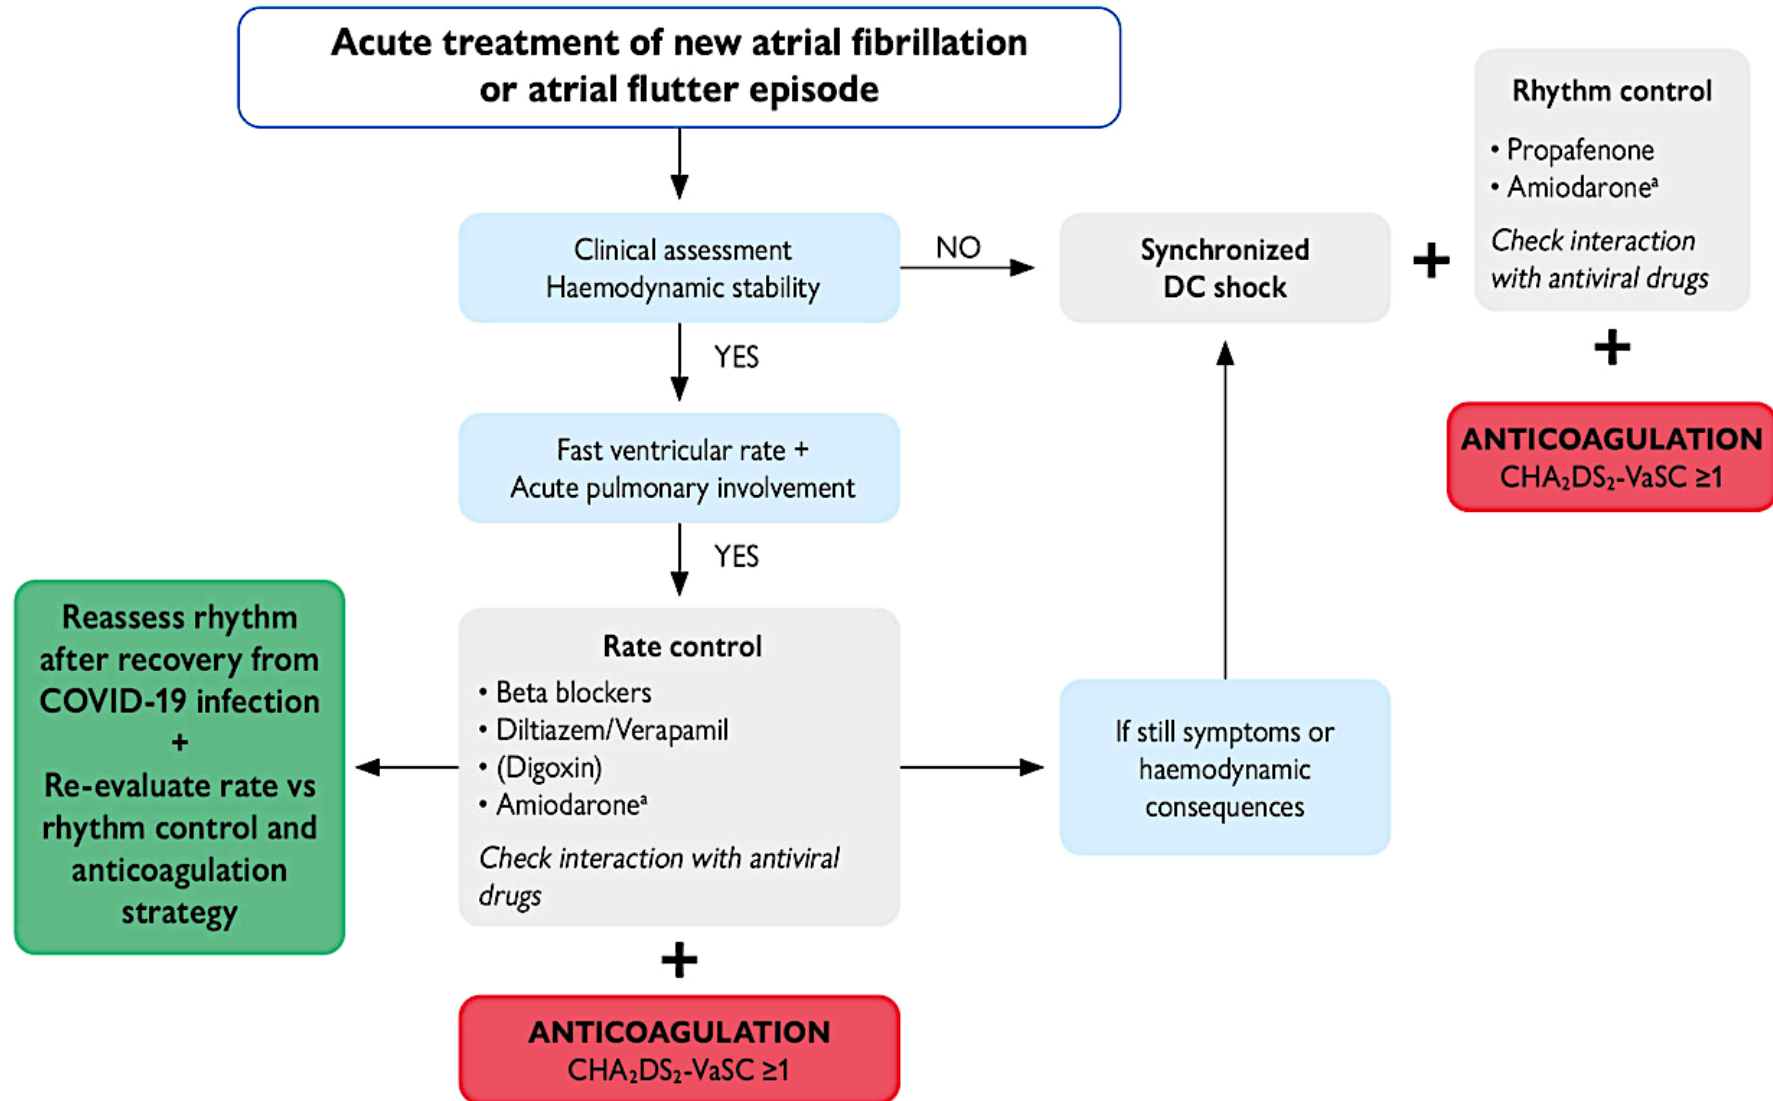 Acute treatment of new atrial fibrillation
or atrial flutter episode
Clinical assessment
Haemodynamic stability
NO
Synchronized
DC shock
+
Rhythm control
• Propafenone
• Amiodaroneᵃ
Check interaction
with antiviral drugs
+
ANTICOAGULATION
CHA₂DS₂-VaSC ≥1
YES
Fast ventricular rate +
Acute pulmonary involvement
YES
Rate control
• Beta blockers
• Diltiazem/Verapamil
• (Digoxin)
• Amiodaroneᵃ
Check interaction with antiviral
drugs
+
ANTICOAGULATION
CHA₂DS₂-VaSC ≥1
If still symptoms or
haemodynamic
consequences
Reassess rhythm
after recovery from
COVID-19 infection
+
Re-evaluate rate vs
rhythm control and
anticoagulation
strategy